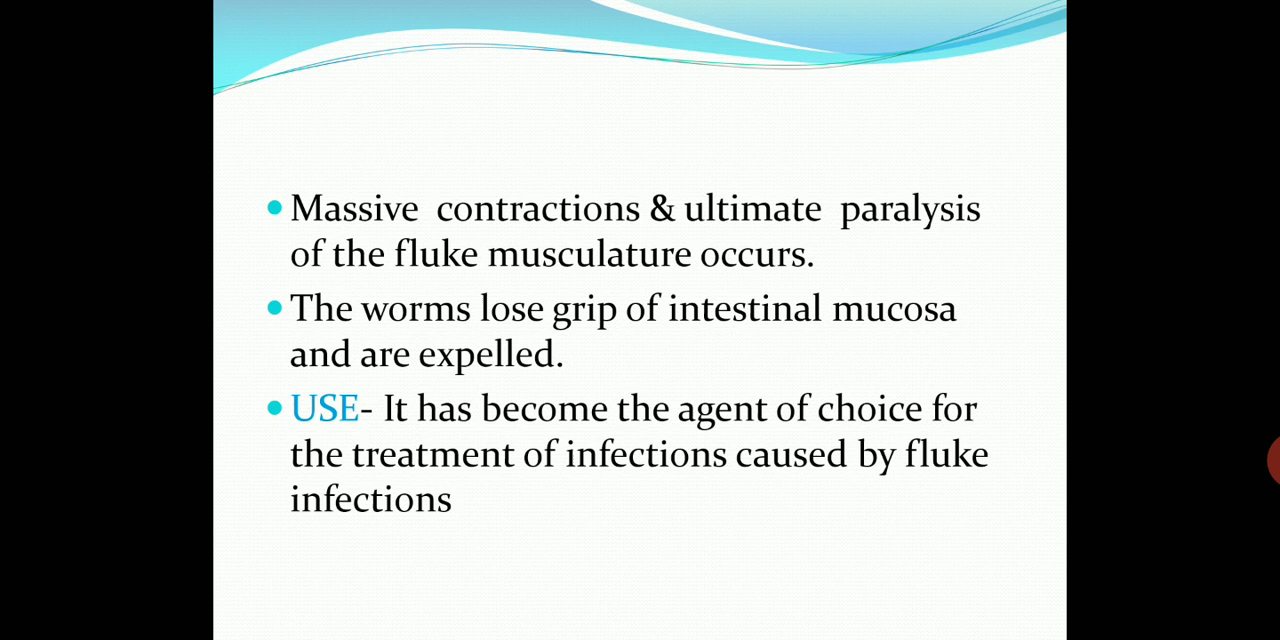 Massive contractions & ultimate paralysis
of the fluke musculature occurs.
The worms lose grip of intestinal mucosa
and are expelled.
USE- It has become the agent of choice for
the treatment of infections caused by fluke
infections